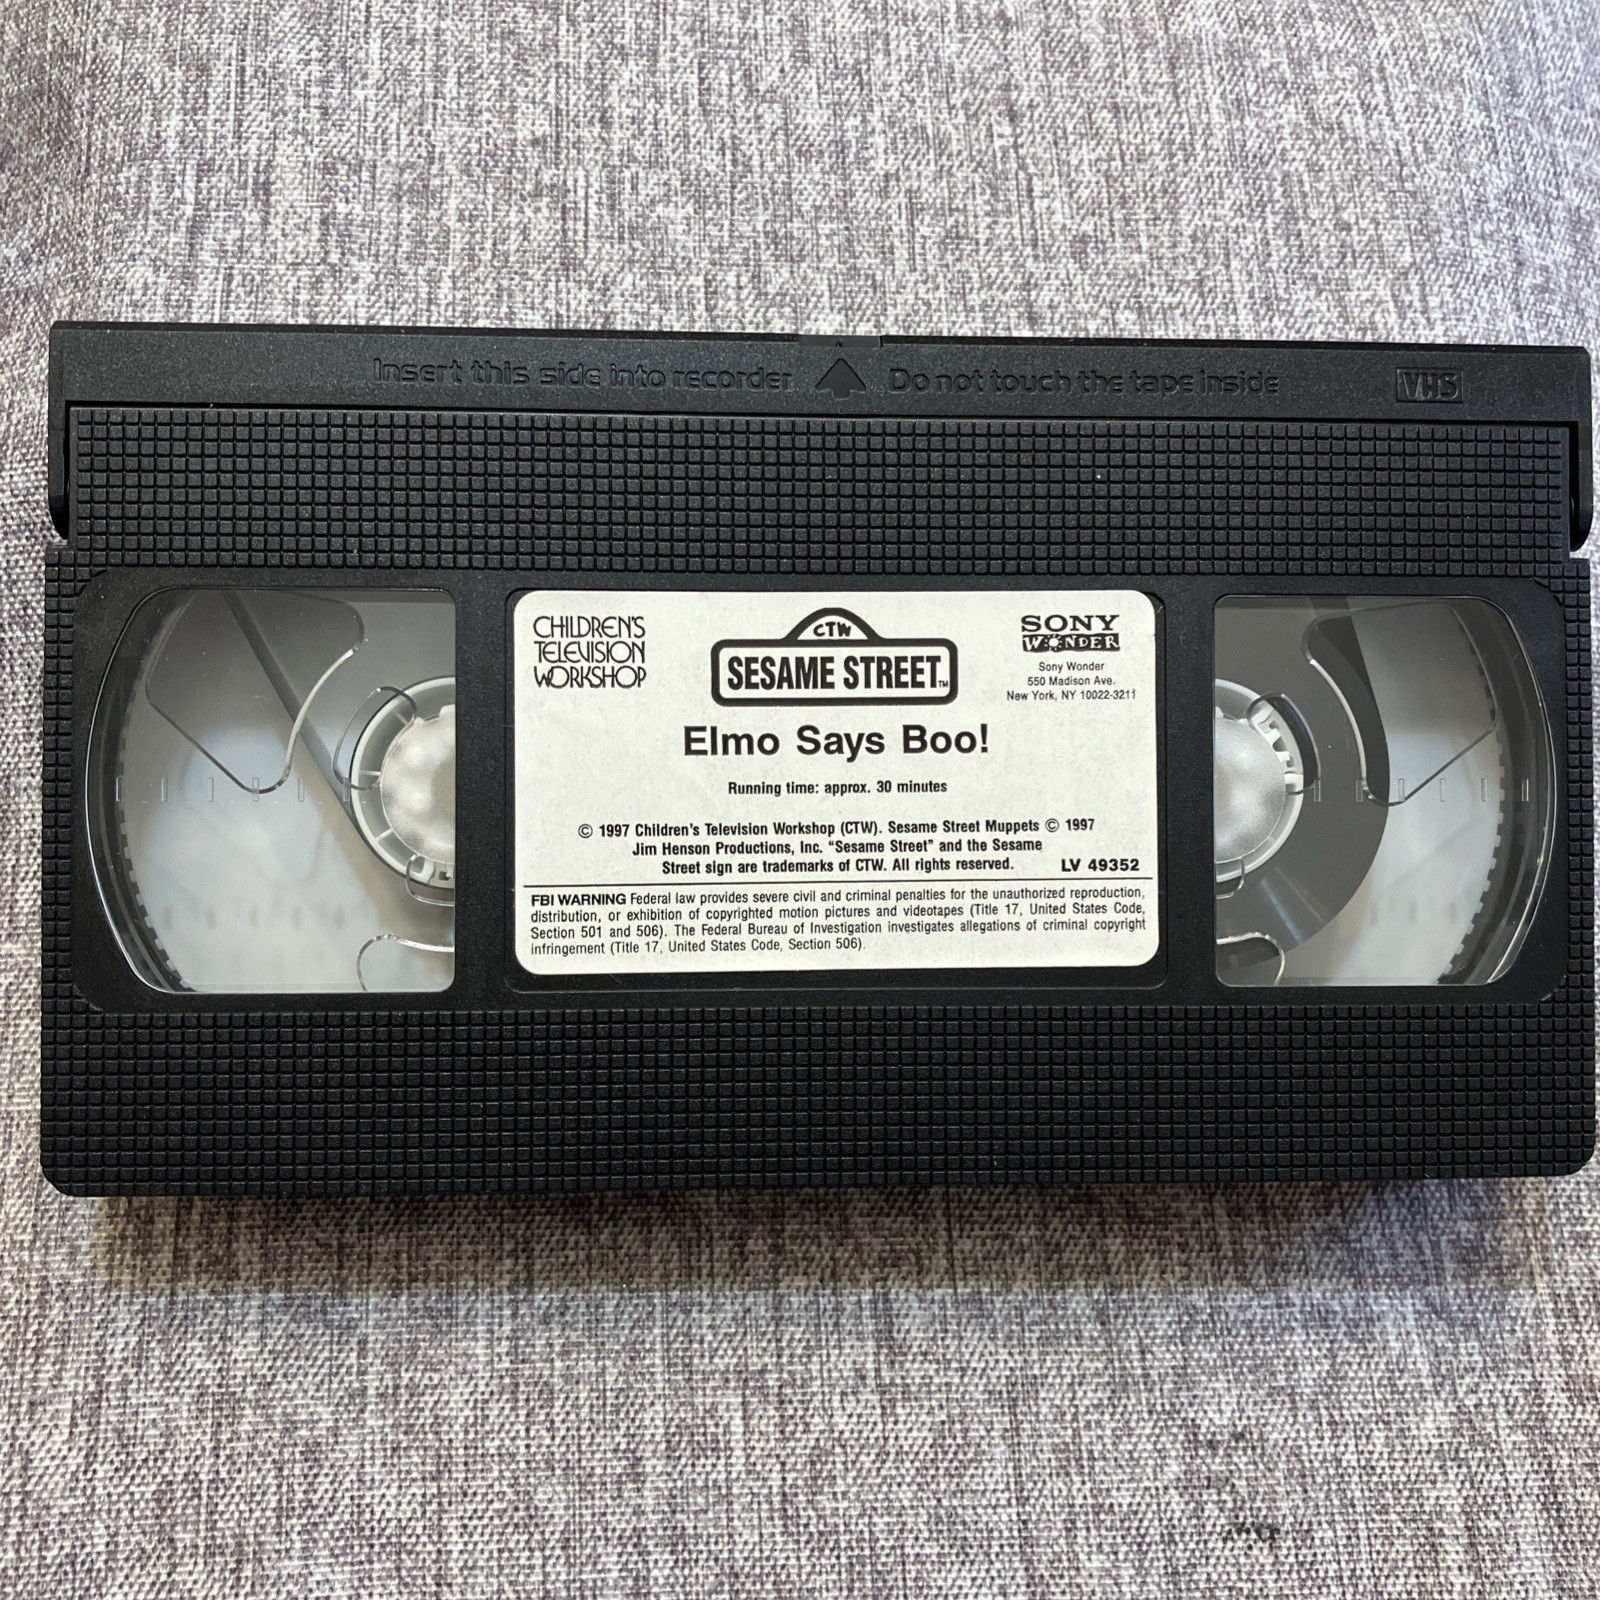 Insert this side into recorder Do not touch the tape inside VHS
CHILDREN'S
TELEVISION
WORKSHOP
CTW
SESAME STREET™
SONY
WONDER
Sony Wonder
550 Madison Ave.
New York, NY 10022-3211
Elmo Says Boo!
Running time: approx. 30 minutes
© 1997 Children's Television Workshop (CTW). Sesame Street Muppets © 1997
Jim Henson Productions, Inc. "Sesame Street" and the Sesame
Street sign are trademarks of CTW. All rights reserved. LV 49352
FBI WARNING Federal law provides severe civil and criminal penalties for the unauthorized reproduction,
distribution, or exhibition of copyrighted motion pictures and videotapes (Title 17, United States Code,
Section 501 and 506). The Federal Bureau of Investigation investigates allegations of criminal copyright
infringement (Title 17, United States Code, Section 506).